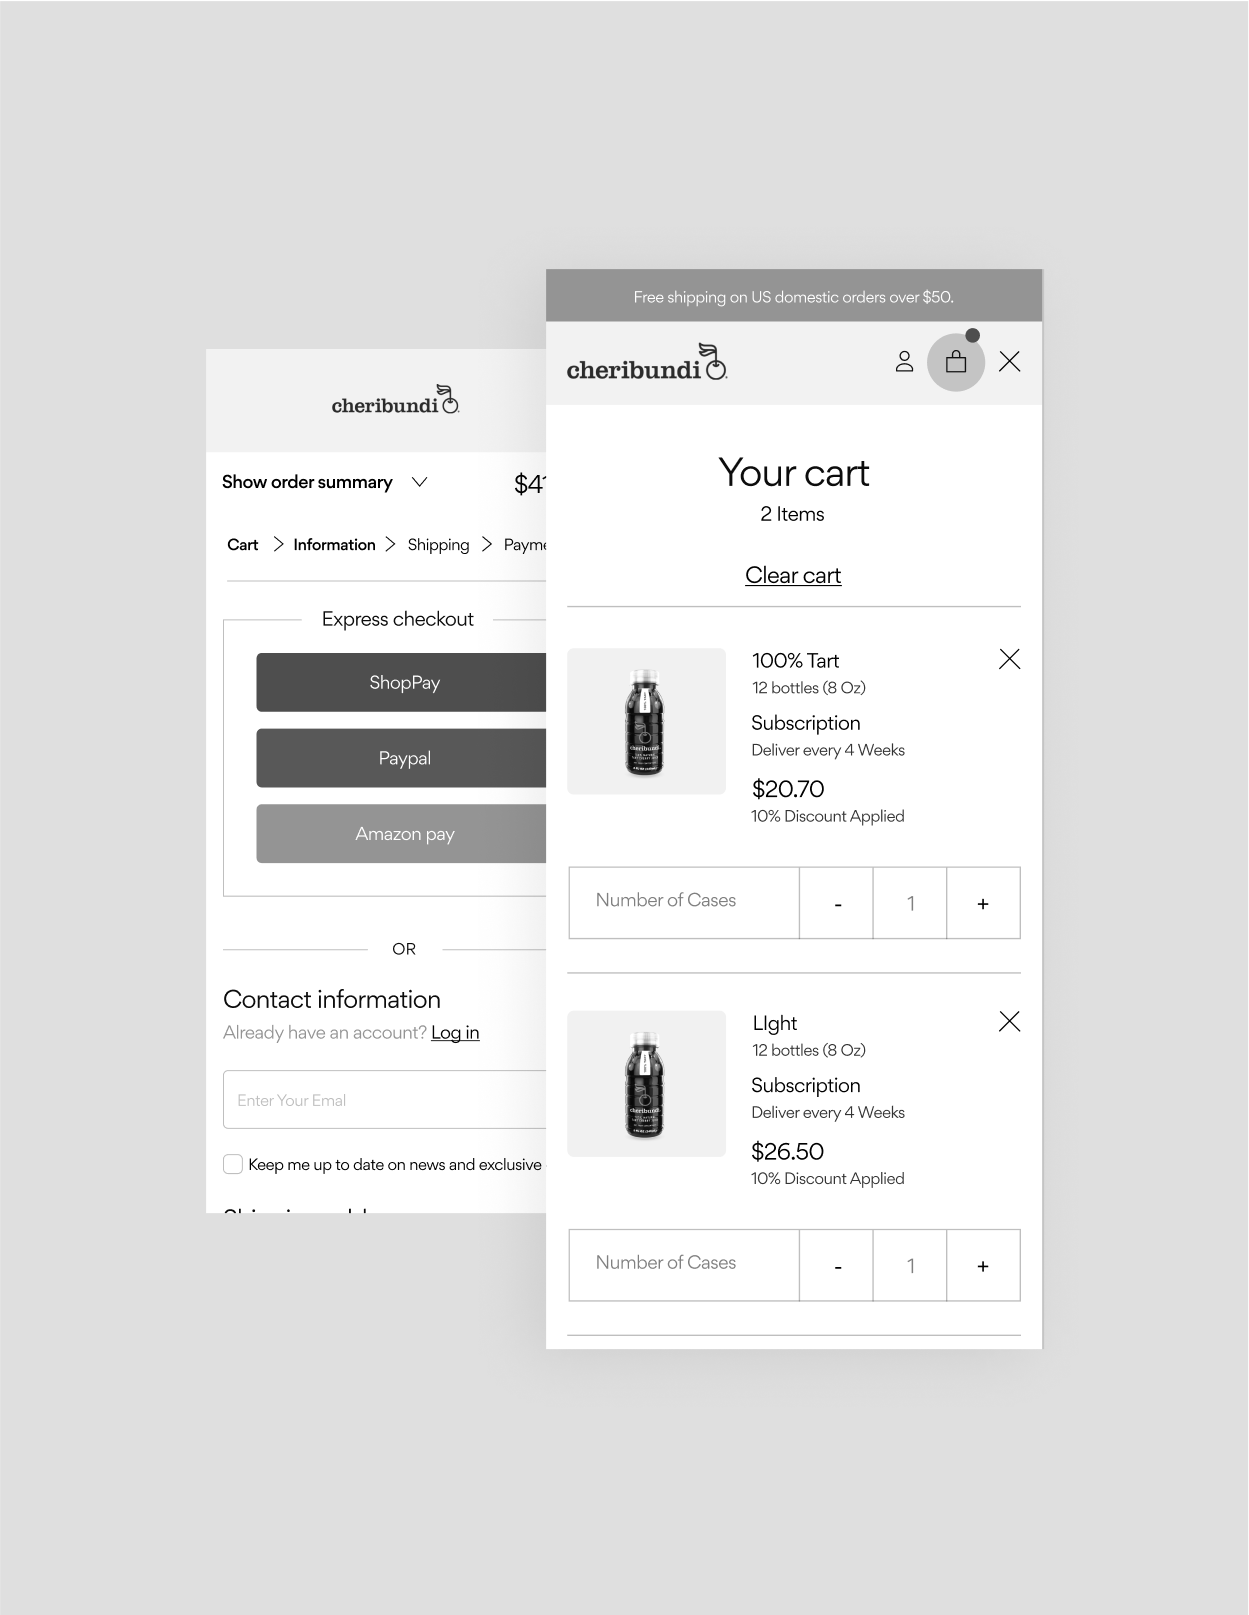 cheribundi
Show order summary
$41
Cart > Information > Shipping > Payme
Express checkout
ShopPay
Paypal
Amazon pay
OR
Contact information
Already have an account? Log in
Enter Your Emal
Keep me up to date on news and exclusive
Free shipping on US domestic orders over $50.
cheribundi
Your cart
2 Items
Clear cart
100% Tart
12 bottles (8 Oz)
Subscription
Deliver every 4 Weeks
$20.70
10% Discount Applied
cheribundi
Number of Cases - 1 +
LIght
12 bottles (8 Oz)
Subscription
Deliver every 4 Weeks
$26.50
10% Discount Applied
cheribundi
Number of Cases - 1 +